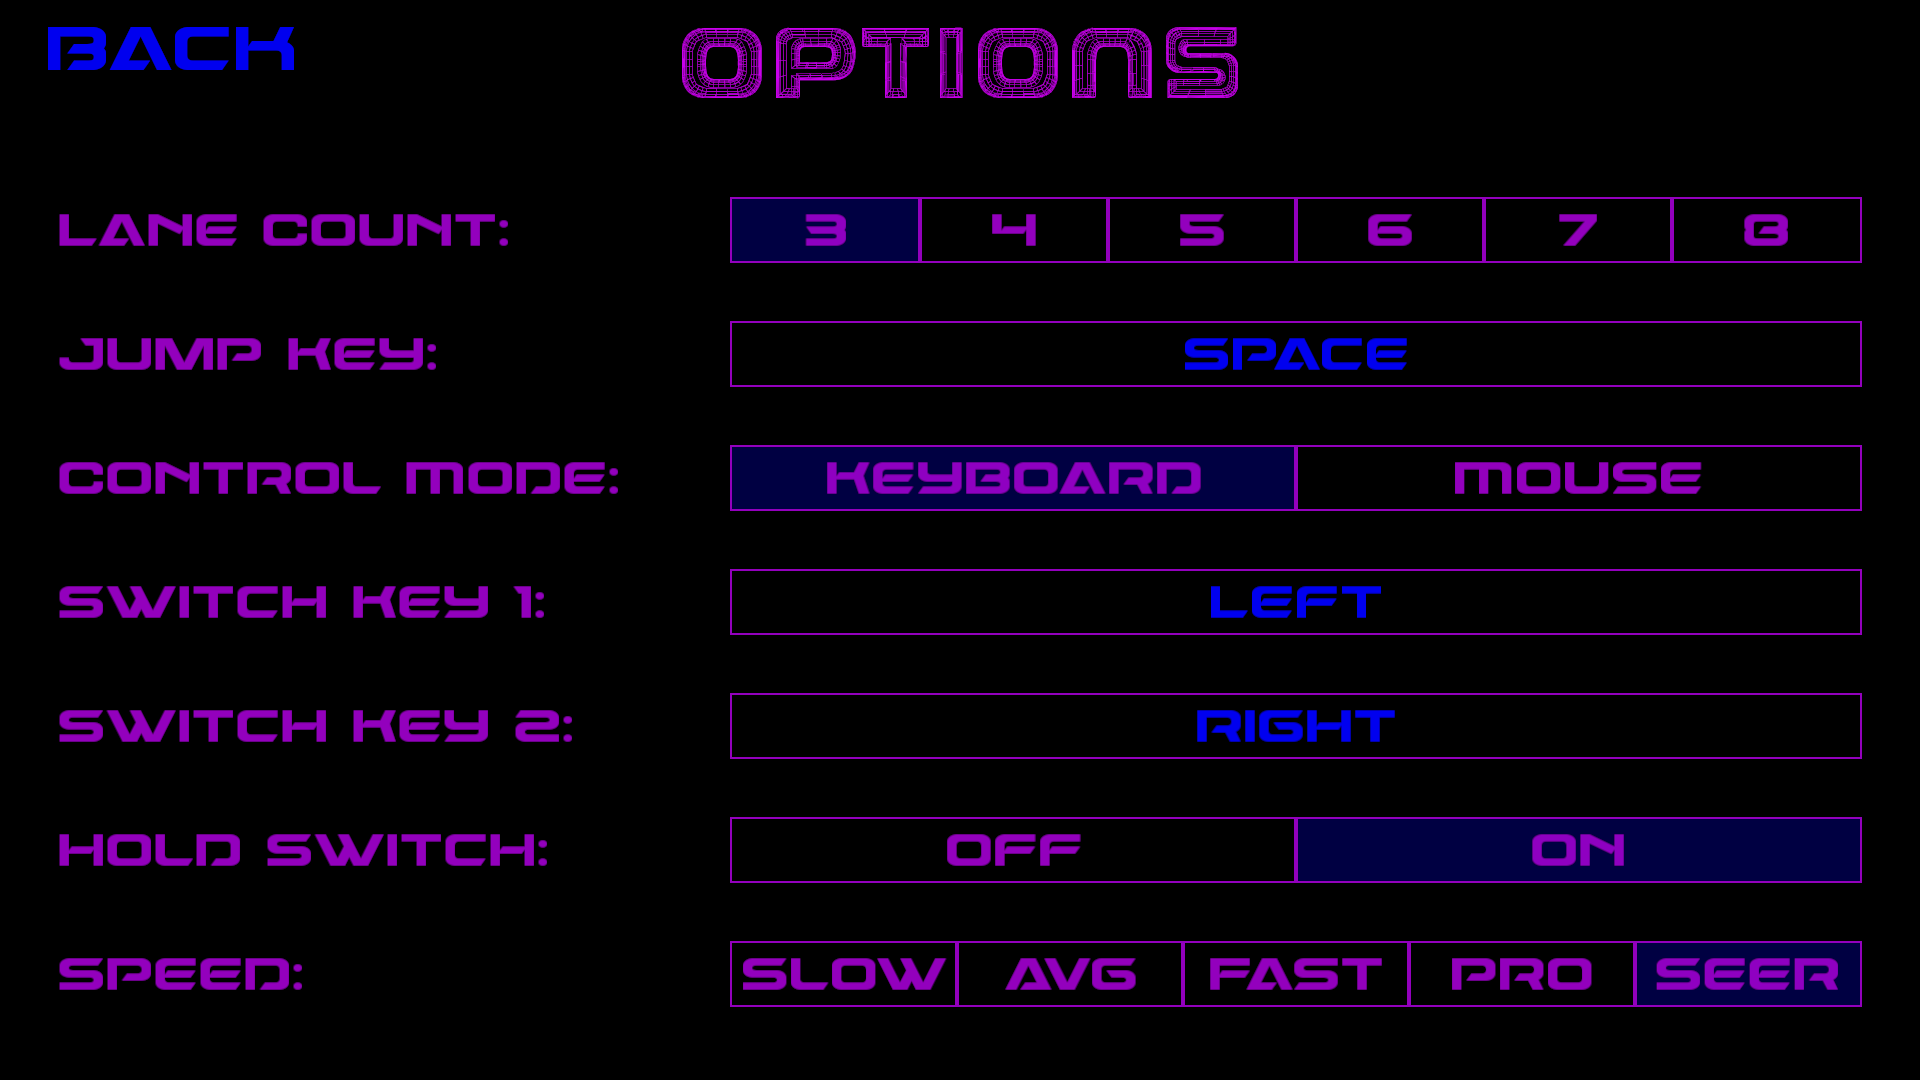 BACK
OPTIONS
LANE COUNT: 3 4 5 6 7 8
JUMP KEY: SPACE
CONTROL MODE: KEYBOARD MOUSE
SWITCH KEY 1: LEFT
SWITCH KEY 2: RIGHT
HOLD SWITCH: OFF ON
SPEED: SLOW AVG FAST PRO SEER